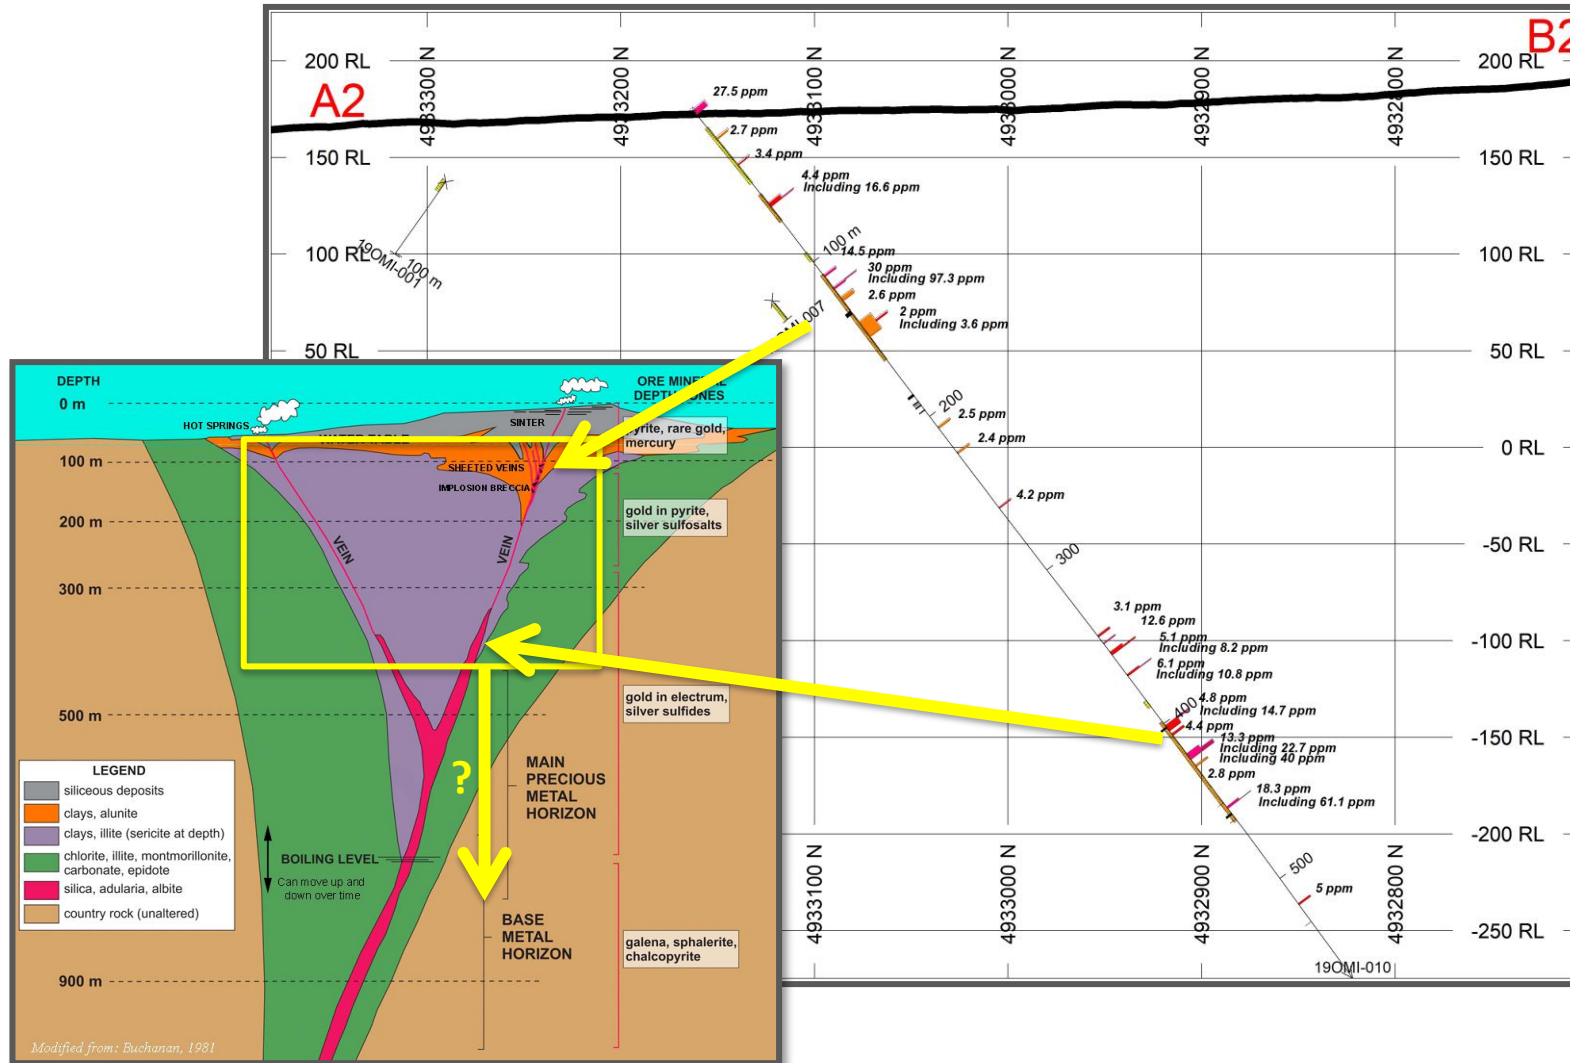 A2
B2
200 RL
150 RL
100 RL
50 RL
200 RL
150 RL
100 RL
50 RL
0 RL
-50 RL
-100 RL
-150 RL
-200 RL
-250 RL
4933300 N
4933200 N
4933100 N
4933000 N
4932900 N
4932800 N
27.5 ppm
2.7 ppm
3.4 ppm
4.4 ppm
Including 16.6 ppm
100 m
14.5 ppm
30 ppm
Including 97.3 ppm
2.6 ppm
2 ppm
Including 3.6 ppm
200
2.5 ppm
2.4 ppm
4.2 ppm
300
3.1 ppm
12.6 ppm
5.1 ppm
Including 8.2 ppm
6.1 ppm
Including 10.8 ppm
400
4.8 ppm
Including 14.7 ppm
4.4 ppm
13.3 ppm
Including 22.7 ppm
Including 40 ppm
2.8 ppm
18.3 ppm
Including 61.1 ppm
500
5 ppm
19OMI-010
19OMI-001
100 m
OMI-007
4933100 N
4933000 N
4932900 N
4932800 N
DEPTH
0 m
100 m
200 m
300 m
500 m
900 m
ORE MINERAL
DEPTH ZONES
HOT SPRINGS
SINTER
WATER TABLE
SHEETED VEINS
IMPLOSION BRECCIA
VEIN
VEIN
pyrite, rare gold,
mercury
gold in pyrite,
silver sulfosalts
gold in electrum,
silver sulfides
galena, sphalerite,
chalcopyrite
?
MAIN
PRECIOUS
METAL
HORIZON
BASE
METAL
HORIZON
BOILING LEVEL
Can move up and
down over time
LEGEND
siliceous deposits
clays, alunite
clays, illite (sericite at depth)
chlorite, illite, montmorillonite,
carbonate, epidote
silica, adularia, albite
country rock (unaltered)
Modified from: Buchanan, 1981